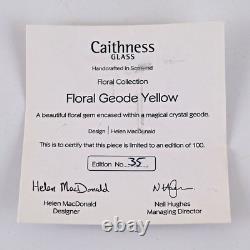 Caithness
GLASS
Handcrafted in Scotland
Floral Collection
Floral Geode Yellow
A beautiful floral gem encased within a magical crystal geode.
Design | Helen MacDonald
This is to certify that this piece is limited to an edition of 100.
Edition No. 35
Helen MacDonald
Helen MacDonald
Designer
Neil Hughes
Managing Director